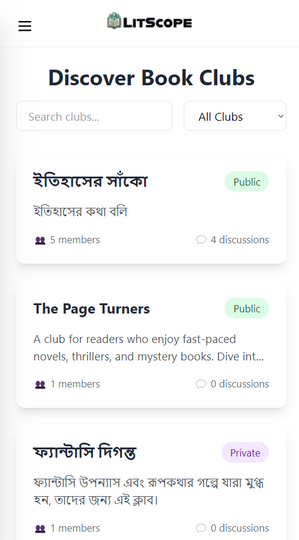 LITSCOPE
Discover Book Clubs
Search clubs...
All Clubs
ইতিহাসের সাঁকো
Public
ইতিহাসের কথা বলি
5 members
4 discussions
The Page Turners
Public
A club for readers who enjoy fast-paced
novels, thrillers, and mystery books. Dive int...
1 members
0 discussions
ফ্যান্টাসি দিগন্ত
Private
ফ্যান্টাসি উপন্যাস এবং রূপকথার গল্পে যারা মুগ্ধ
হন, তাদের জন্য এই ক্লাব।
1 members
0 discussions